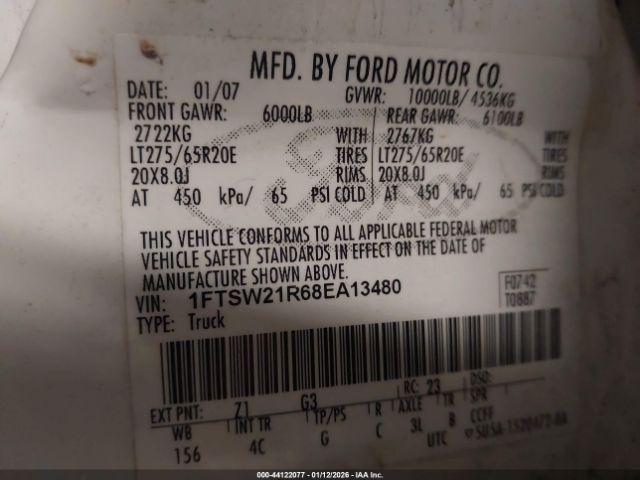 MFD. BY FORD MOTOR CO.
DATE: 01/07 GVWR: 10000LB/ 4536KG
FRONT GAWR: 6000LB REAR GAWR: 6100LB
2722KG WITH 2767KG WITH
LT275/65R20E TIRES LT275/65R20E TIRES
20X8.0J RIMS 20X8.0J RIMS
AT 450 kPa/ 65 PSI COLD AT 450 kPa/ 65 PSI COLD
THIS VEHICLE CONFORMS TO ALL APPLICABLE FEDERAL MOTOR
VEHICLE SAFETY STANDARDS IN EFFECT ON THE DATE OF
MANUFACTURE SHOWN ABOVE.
VIN: 1FTSW21R68EA13480 F0742
TYPE: Truck T0887
EXT PNT: Z1 G3 RC: 23 DSO:
WB INT TR TP/PS R AXLE TR SPR
156 4C G C 3L B CCFF
UTC
000-44122077 - 01/12/2026 - IAA Inc.